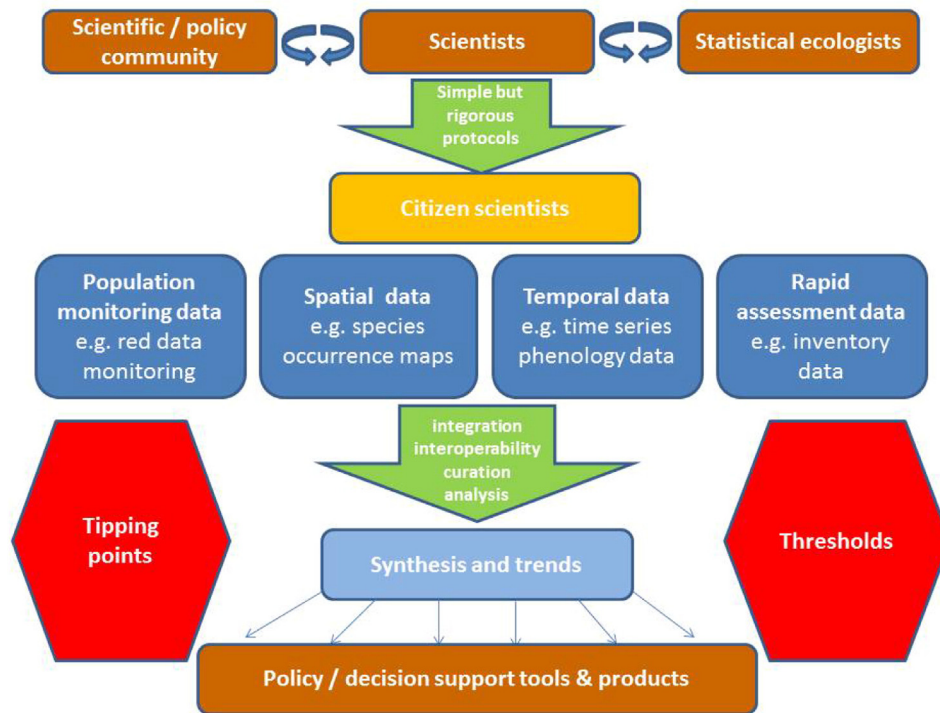 Scientific / policy
community
Scientists
Statistical ecologists
Simple but
rigorous
protocols
Citizen scientists
Population
monitoring data
e.g. red data
monitoring
Spatial data
e.g. species
occurrence maps
Temporal data
e.g. time series
phenology data
Rapid
assessment data
e.g. inventory
data
integration
interoperability
curation
analysis
Tipping
points
Thresholds
Synthesis and trends
Policy / decision support tools & products